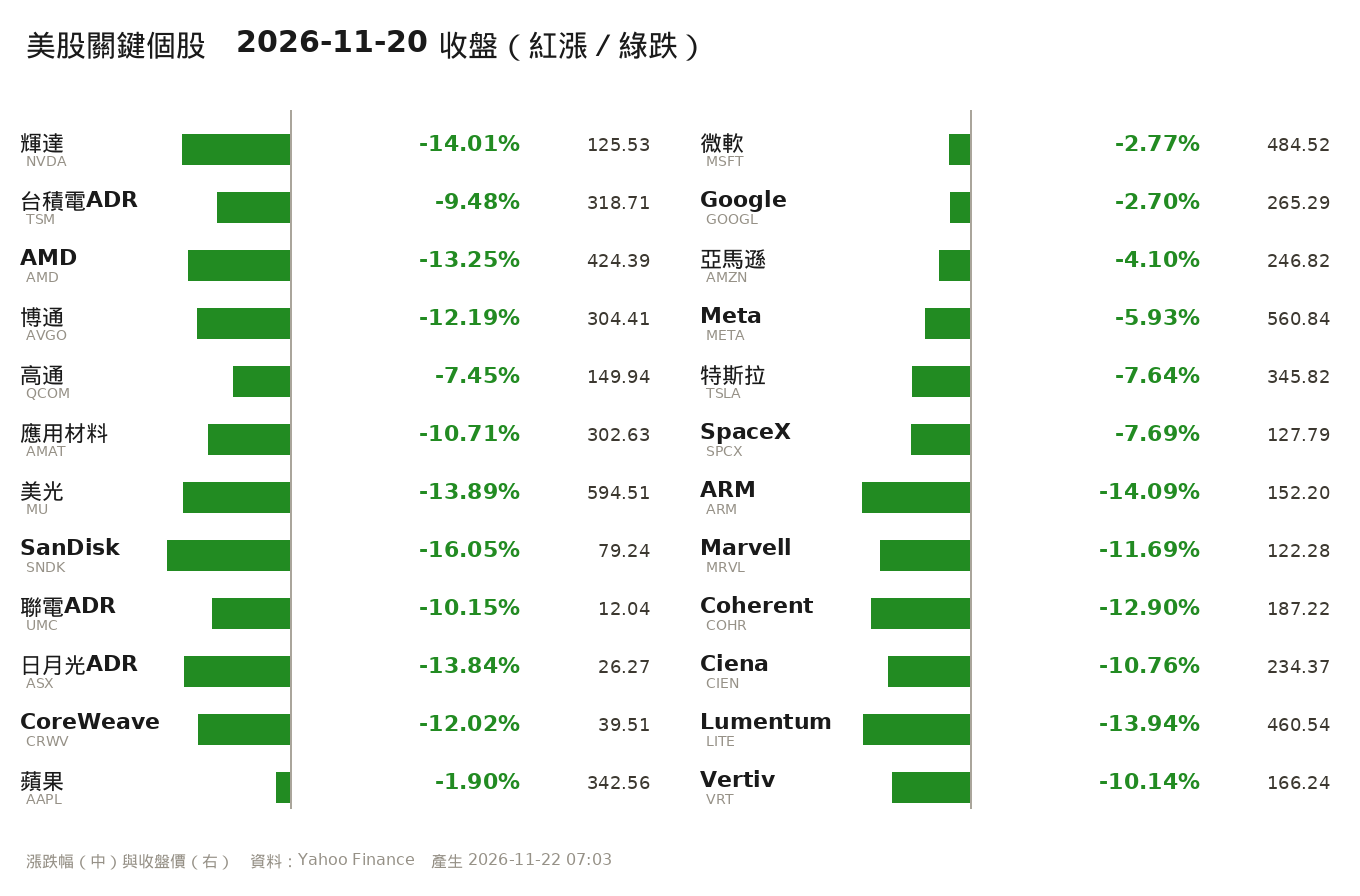 美股關鍵個股　2026-11-20 收盤（紅漲 / 綠跌）
輝達 -14.01% 125.53
NVDA
台積電ADR -9.48% 318.71
TSM
AMD -13.25% 424.39
AMD
博通 -12.19% 304.41
AVGO
高通 -7.45% 149.94
QCOM
應用材料 -10.71% 302.63
AMAT
美光 -13.89% 594.51
MU
SanDisk -16.05% 79.24
SNDK
聯電ADR -10.15% 12.04
UMC
日月光ADR -13.84% 26.27
ASX
CoreWeave -12.02% 39.51
CRWV
蘋果 -1.90% 342.56
AAPL
微軟 -2.77% 484.52
MSFT
Google -2.70% 265.29
GOOGL
亞馬遜 -4.10% 246.82
AMZN
Meta -5.93% 560.84
META
特斯拉 -7.64% 345.82
TSLA
SpaceX -7.69% 127.79
SPCX
ARM -14.09% 152.20
ARM
Marvell -11.69% 122.28
MRVL
Coherent -12.90% 187.22
COHR
Ciena -10.76% 234.37
CIEN
Lumentum -13.94% 460.54
LITE
Vertiv -10.14% 166.24
VRT
漲跌幅（中）與收盤價（右）　資料：Yahoo Finance　產生 2026-11-22 07:03